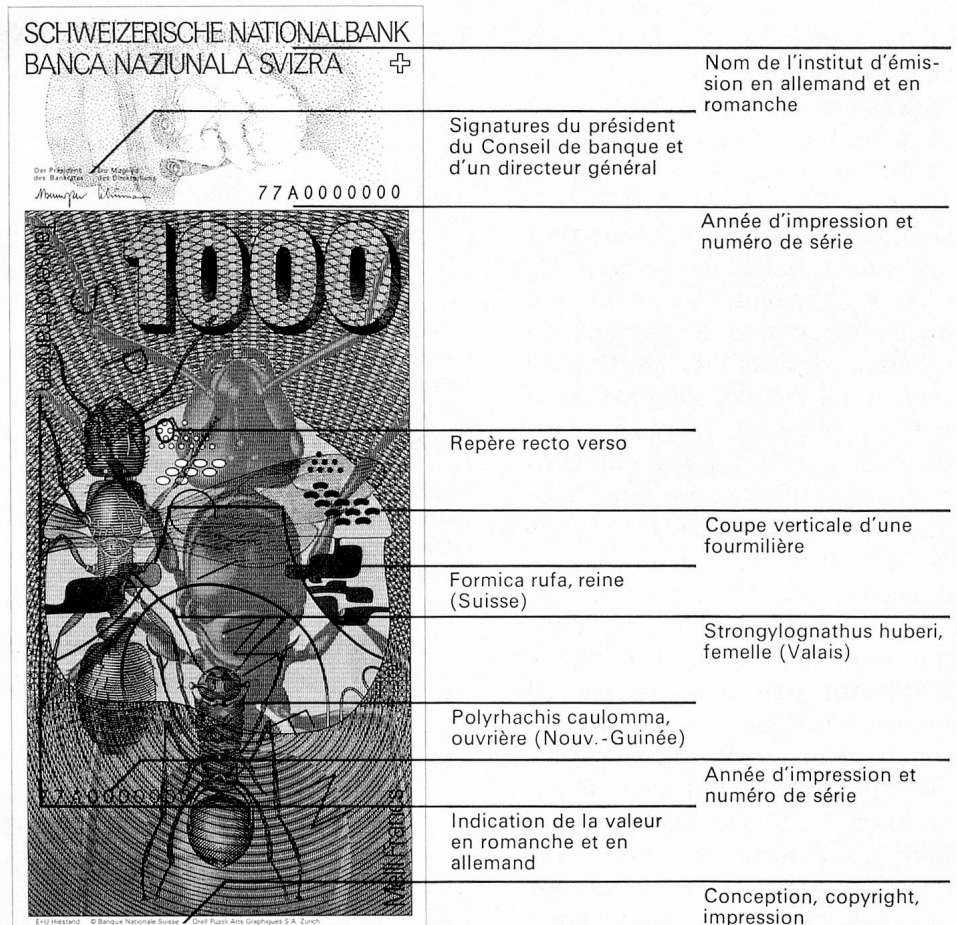 SCHWEIZERISCHE NATIONALBANK
BANCA NAZIUNALA SVIZRA
Der Président Ein Mitglied
des Bankrates des Direktoriums
77A0000000
1000
Tausend Franken
77A0000000
Milli Francs
E+U Hiestand © Banque Nationale Suisse Orell Füssli Arts Graphiques S.A. Zurich
Nom de l'institut d'émis-
sion en allemand et en
romanche
Signatures du président
du Conseil de banque et
d'un directeur général
Année d'impression et
numéro de série
Repère recto verso
Coupe verticale d'une
fourmilière
Formica rufa, reine
(Suisse)
Strongylognathus huberi,
femelle (Valais)
Polyrhachis caulomma,
ouvrière (Nouv.-Guinée)
Année d'impression et
numéro de série
Indication de la valeur
en romanche et en
allemand
Conception, copyright,
impression